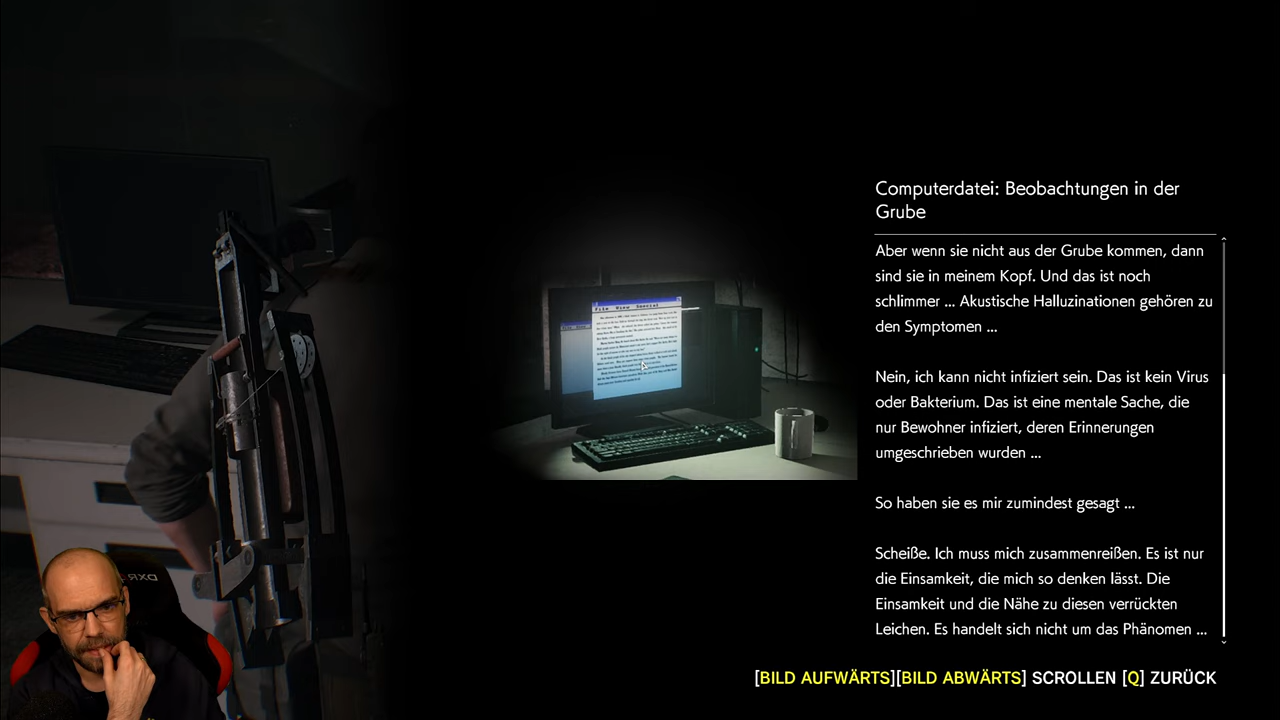 Computerdatei: Beobachtungen in der
Grube
Aber wenn sie nicht aus der Grube kommen, dann
sind sie in meinem Kopf. Und das ist noch
schlimmer ... Akustische Halluzinationen gehören zu
den Symptomen ...
Nein, ich kann nicht infiziert sein. Das ist kein Virus
oder Bakterium. Das ist eine mentale Sache, die
nur Bewohner infiziert, deren Erinnerungen
umgeschrieben wurden ...
So haben sie es mir zumindest gesagt ...
Scheiße. Ich muss mich zusammenreißen. Es ist nur
die Einsamkeit, die mich so denken lässt. Die
Einsamkeit und die Nähe zu diesen verrückten
Leichen. Es handelt sich nicht um das Phänomen ...
[BILD AUFWÄRTS][BILD ABWÄRTS] SCROLLEN [Q] ZURÜCK